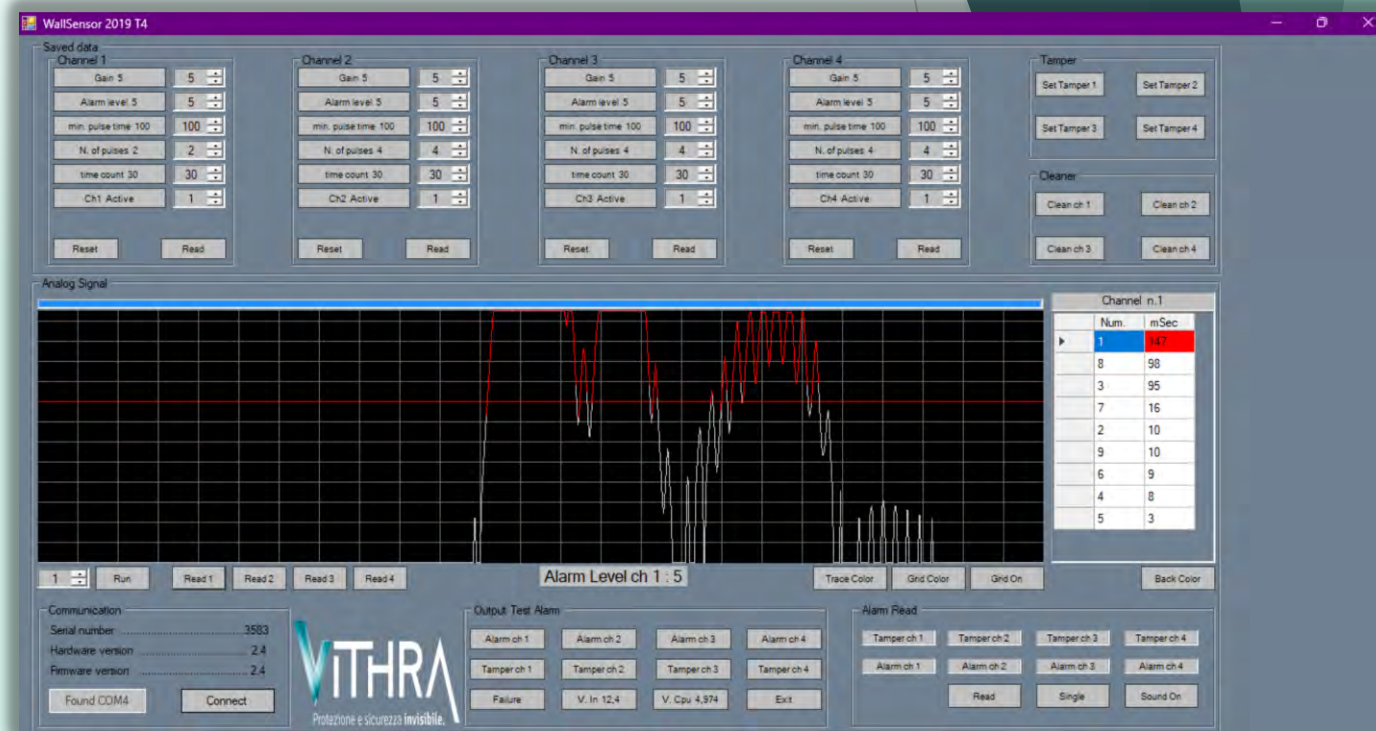 WallSensor 2019 T4
Saved data
Channel 1
Gain 5 5
Alarm level 5 5
min. pulse time 100 100
N. of pulses 2 2
time count 30 30
Ch1 Active 1
Reset Read
Channel 2
Gain 5 5
Alarm level 5 5
min. pulse time 100 100
N. of pulses 4 4
time count 30 30
Ch2 Active 1
Reset Read
Channel 3
Gain 5 5
Alarm level 5 5
min. pulse time 100 100
N. of pulses 4 4
time count 30 30
Ch3 Active 1
Reset Read
Channel 4
Gain 5 5
Alarm level 5 5
min. pulse time 100 100
N. of pulses 4 4
time count 30 30
Ch4 Active 1
Reset Read
Tamper
Set Tamper 1 Set Tamper 2
Set Tamper 3 Set Tamper 4
Cleaner
Clean ch 1 Clean ch 2
Clean ch 3 Clean ch 4
Analog Signal
Channel n.1
Num. mSec
1 347
8 98
3 95
7 16
2 10
9 10
6 9
4 8
5 3
1 Run Read 1 Read 2 Read 3 Read 4 Alarm Level ch 1 : 5 Trace Color Grid Color Grid On Back Color
Communication
Serial number 3583
Hardware version 2.4
Firmware version 2.4
Found COM4 Connect
VITHRA
Protezione e sicurezza invisibile.
Output Test Alarm
Alarm ch 1 Alarm ch 2 Alarm ch 3 Alarm ch 4
Tamper ch 1 Tamper ch 2 Tamper ch 3 Tamper ch 4
Failure V. In 12,4 V. Cpu 4,974 Exit
Alarm Read
Tamper ch 1 Tamper ch 2 Tamper ch 3 Tamper ch 4
Alarm ch 1 Alarm ch 2 Alarm ch 3 Alarm ch 4
Read Single Sound On